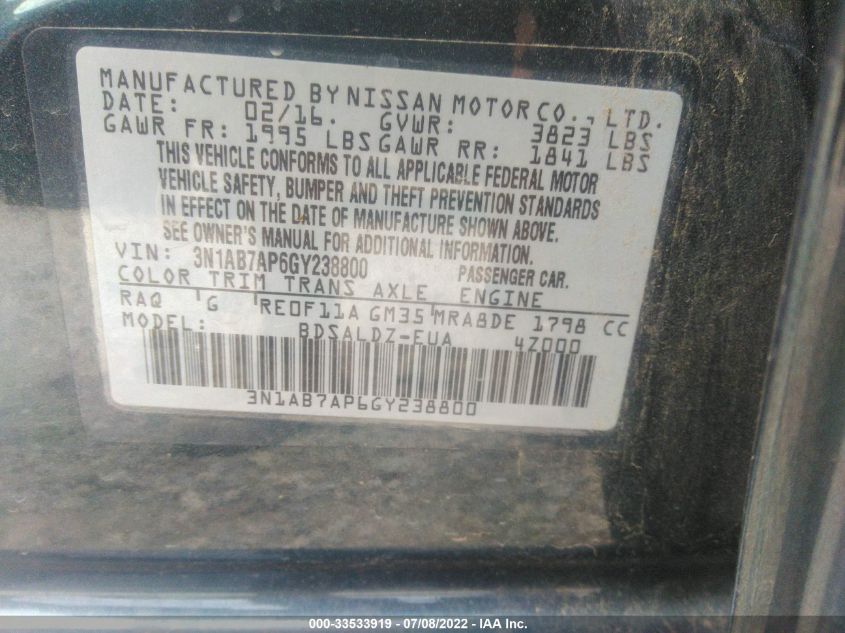 MANUFACTURED BY NISSAN MOTOR CO., LTD.
DATE: 02/16. GVWR: 3823 LBS
GAWR FR: 1995 LBS GAWR RR: 1841 LBS
THIS VEHICLE CONFORMS TO ALL APPLICABLE FEDERAL MOTOR
VEHICLE SAFETY, BUMPER AND THEFT PREVENTION STANDARDS
IN EFFECT ON THE DATE OF MANUFACTURE SHOWN ABOVE.
SEE OWNER'S MANUAL FOR ADDITIONAL INFORMATION.
VIN: 3N1AB7AP6GY238800 PASSENGER CAR.
COLOR TRIM TRANS AXLE ENGINE
RAQ G RE0F11A GM35 MRA8DE 1798 CC
MODEL: BDSALDZ-EUA 4Z000
3N1AB7AP6GY238800
000-33533919 - 07/08/2022 - IAA Inc.